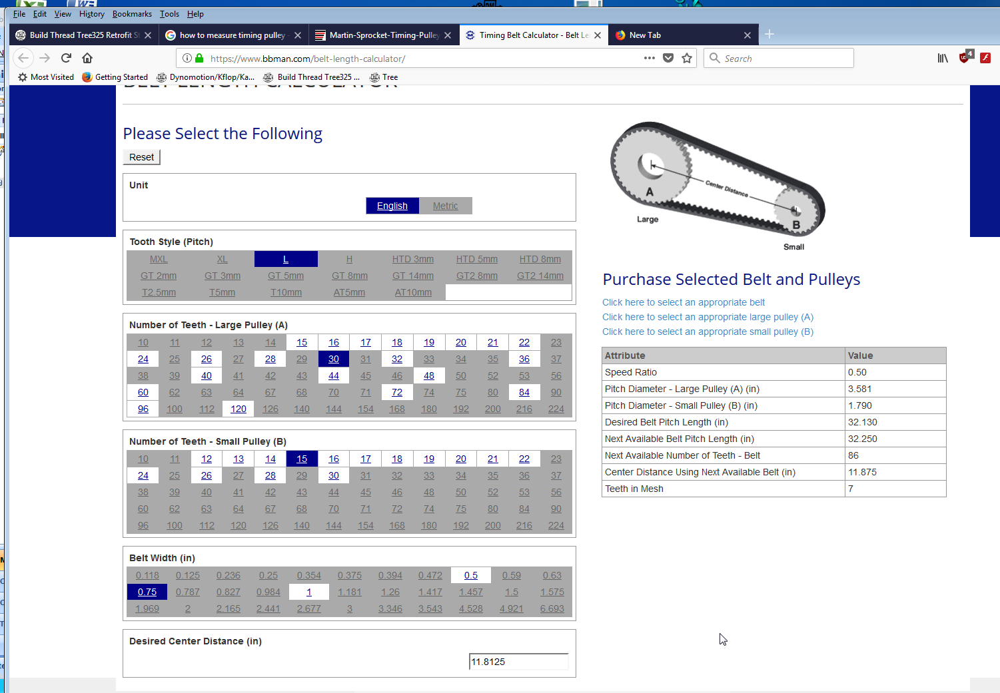 File Edit View History Bookmarks Tools Help
Build Thread Tree325 Retrofit St
how to measure timing pulley -
Martin-Sprocket-Timing-Pulley
Timing Belt Calculator - Belt Le
New Tab
https://www.bbman.com/belt-length-calculator/
Search
4
Most Visited Getting Started Dynomotion/Kflop/Ka... Build Thread Tree325 ... Tree
BELT LENGTH CALCULATOR
Please Select the Following
Reset
Unit
English Metric
Tooth Style (Pitch)
MXL XL L H HTD 3mm HTD 5mm HTD 8mm
GT 2mm GT 3mm GT 5mm GT 8mm GT 14mm GT2 8mm GT2 14mm
T2.5mm T5mm T10mm AT5mm AT10mm
Number of Teeth - Large Pulley (A)
10 11 12 13 14 15 16 17 18 19 20 21 22 23
24 25 26 27 28 29 30 31 32 33 34 35 36 37
38 39 40 41 42 43 44 45 46 48 50 52 53 56
60 62 63 64 67 68 70 71 72 74 75 80 84 90
96 100 112 120 126 140 144 154 168 180 192 200 216 224
Number of Teeth - Small Pulley (B)
10 11 12 13 14 15 16 17 18 19 20 21 22 23
24 25 26 27 28 29 30 31 32 33 34 35 36 37
38 39 40 41 42 43 44 45 46 48 50 52 53 56
60 62 63 64 67 68 70 71 72 74 75 80 84 90
96 100 112 120 126 140 144 154 168 180 192 200 216 224
Belt Width (in)
0.118 0.125 0.236 0.25 0.354 0.375 0.394 0.472 0.5 0.59 0.63
0.75 0.787 0.827 0.984 1 1.181 1.26 1.417 1.457 1.5 1.575
1.969 2 2.165 2.441 2.677 3 3.346 3.543 4.528 4.921 6.693
Desired Center Distance (in)
11.8125
Center Distance
A
Large
B
Small
Purchase Selected Belt and Pulleys
Click here to select an appropriate belt
Click here to select an appropriate large pulley (A)
Click here to select an appropriate small pulley (B)
Attribute Value
Speed Ratio 0.50
Pitch Diameter - Large Pulley (A) (in) 3.581
Pitch Diameter - Small Pulley (B) (in) 1.790
Desired Belt Pitch Length (in) 32.130
Next Available Belt Pitch Length (in) 32.250
Next Available Number of Teeth - Belt 86
Center Distance Using Next Available Belt (in) 11.875
Teeth in Mesh 7